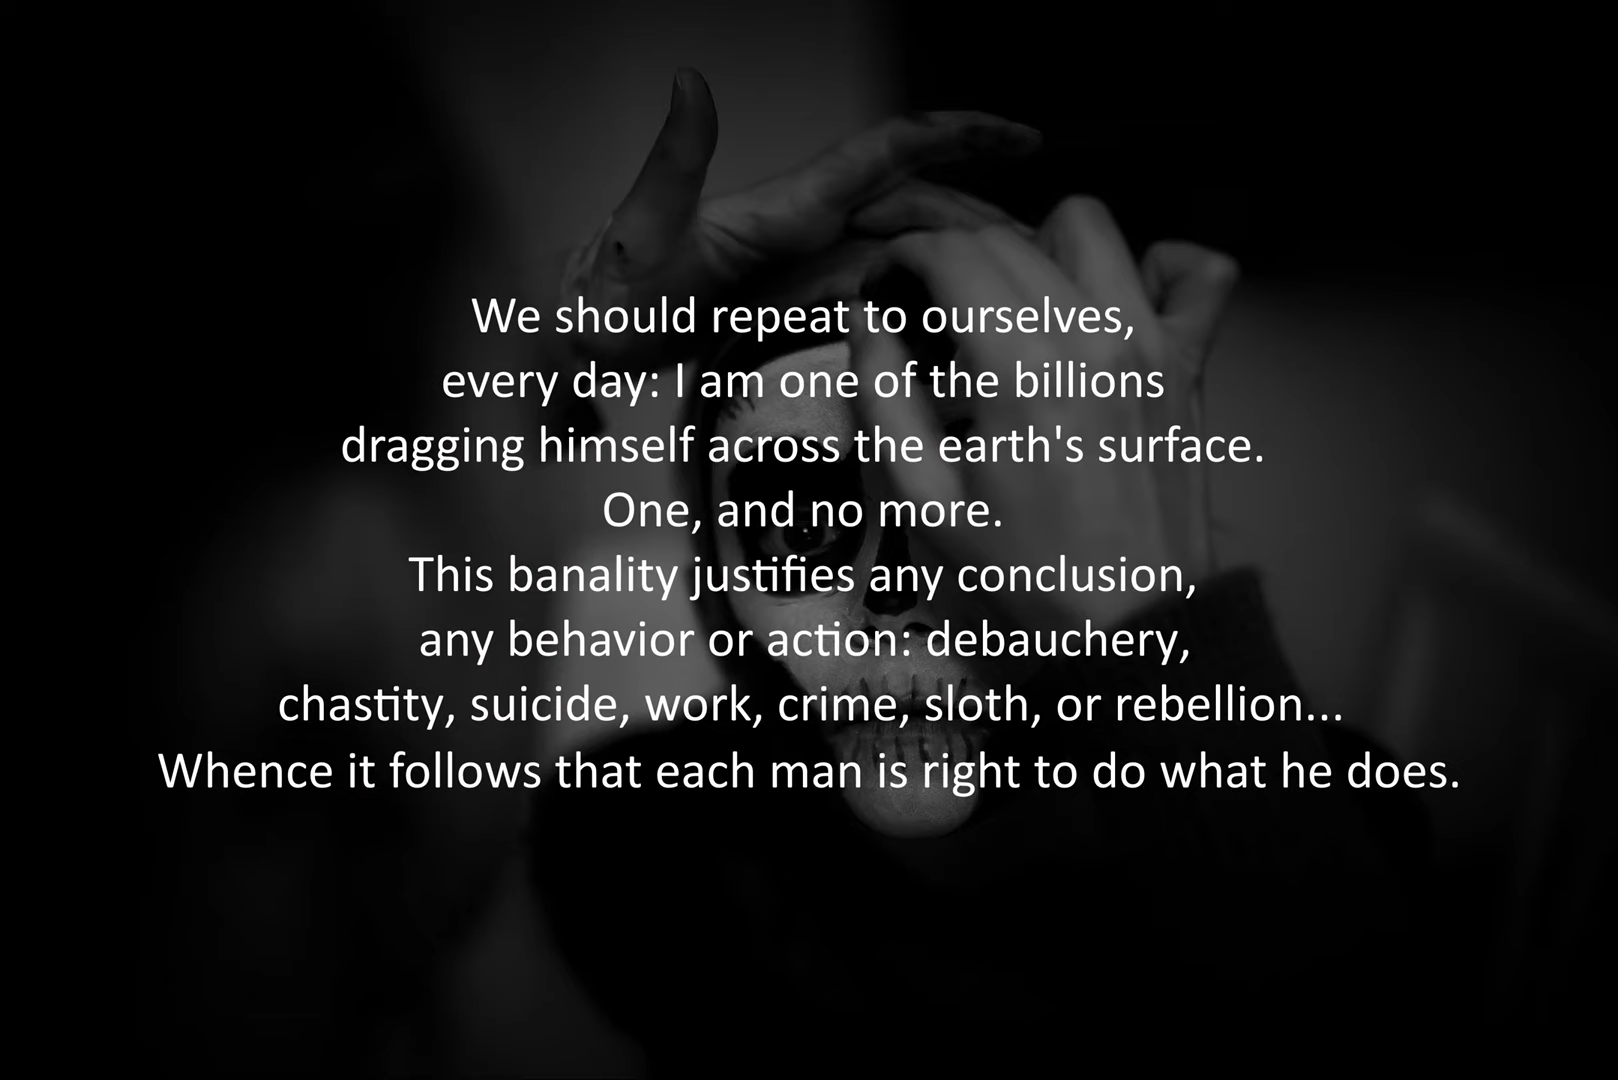 We should repeat to ourselves,
every day: I am one of the billions
dragging himself across the earth's surface.
One, and no more.
This banality justifies any conclusion,
any behavior or action: debauchery,
chastity, suicide, work, crime, sloth, or rebellion...
Whence it follows that each man is right to do what he does.